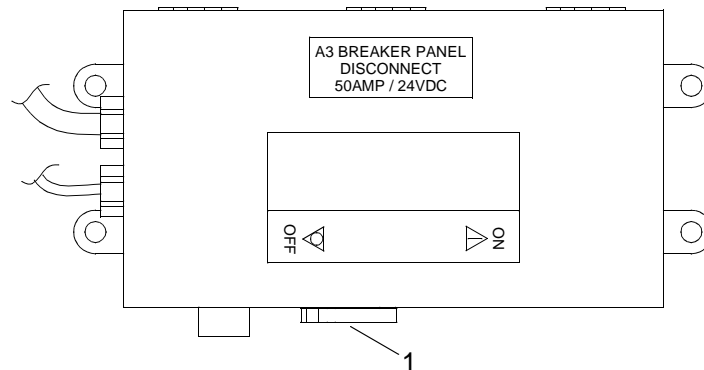 A3 BREAKER PANEL
DISCONNECT
50AMP / 24VDC
OFF
ON
1